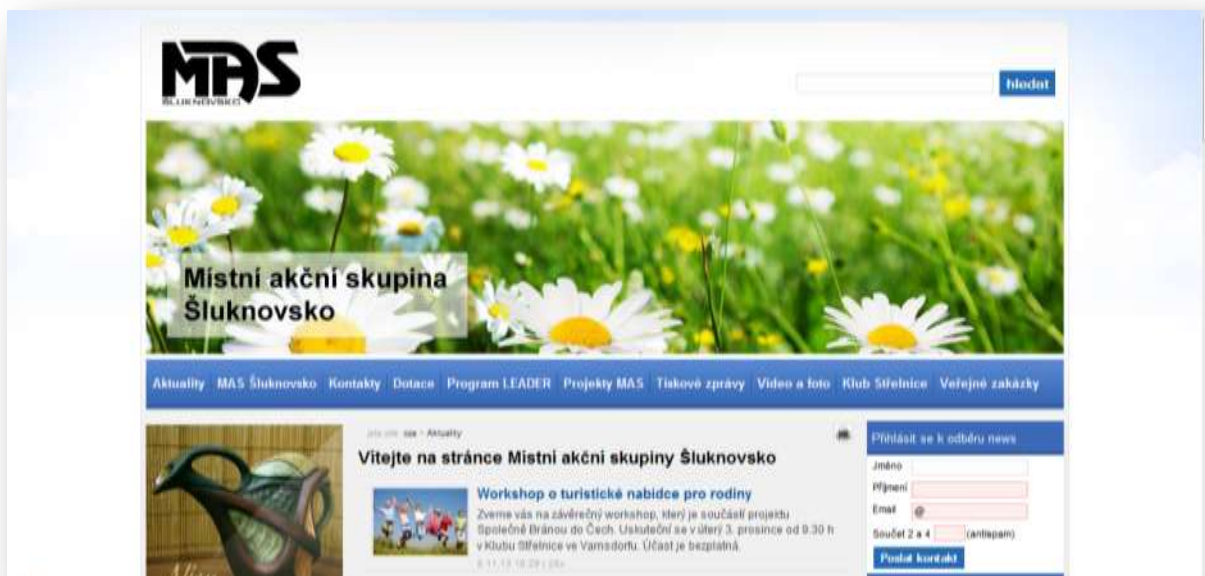 MAS
ŠLUKNOVSKO
hledat
Místní akční skupina
Šluknovsko
Aktuality MAS Šluknovsko Kontakty Dotace Program LEADER Projekty MAS Tiskové zprávy Video a foto Klub Střelnice Veřejné zakázky
Aktuality
Vítejte na stránce Místní akční skupiny Šluknovsko
Workshop o turistické nabídce pro rodiny
Zveme vás na závěrečný workshop, který je součástí projektu
Společně Bránou do Čech. Uskuteční se v úterý 3. prosince od 9.30 h
v Klubu Střelnice ve Varnsdorfu. Účast je bezplatná.
Přihlásit se k odběru news
Jméno
Příjmení
Email @
Součet 2 a 4 (antispam)
Poslat kontakt